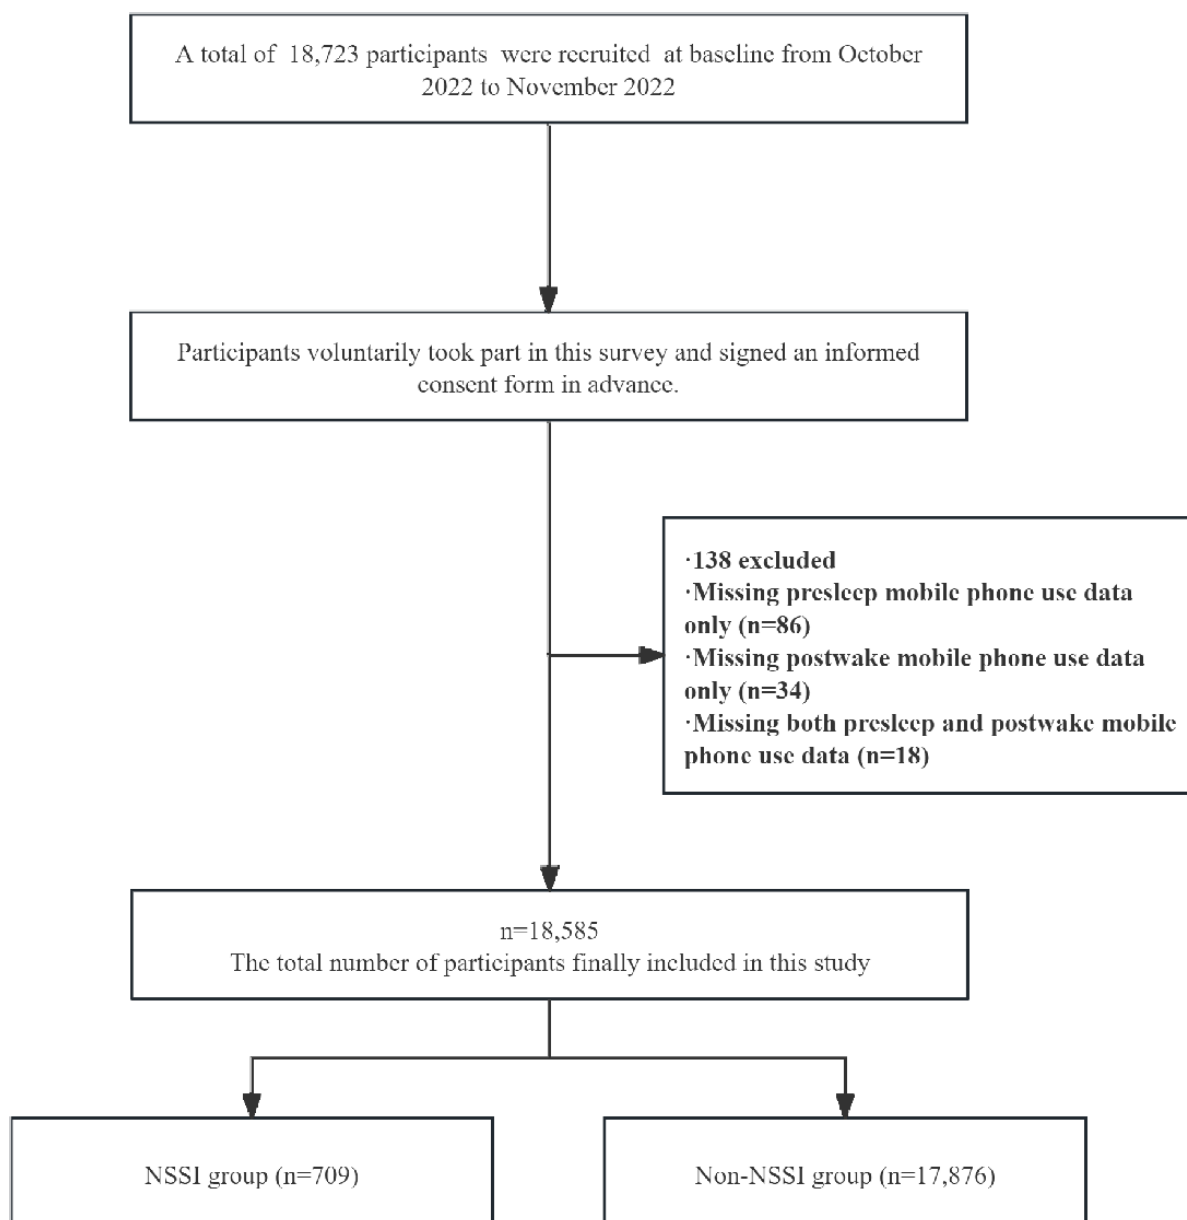 A total of 18,723 participants were recruited at baseline from October
2022 to November 2022
Participants voluntarily took part in this survey and signed an informed
consent form in advance.
·138 excluded
·Missing presleep mobile phone use data
only (n=86)
·Missing postwake mobile phone use data
only (n=34)
·Missing both presleep and postwake mobile
phone use data (n=18)
n=18,585
The total number of participants finally included in this study
NSSI group (n=709)
Non-NSSI group (n=17,876)